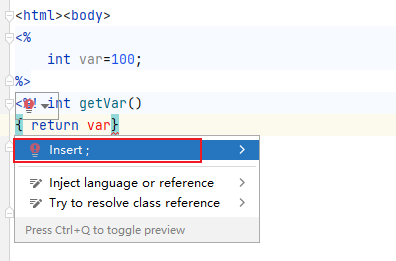 <html><body>
<%
int var=100;
%>
<%! int getVar()
{ return var}
Insert ;
Inject language or reference
Try to resolve class reference
Press Ctrl+Q to toggle preview